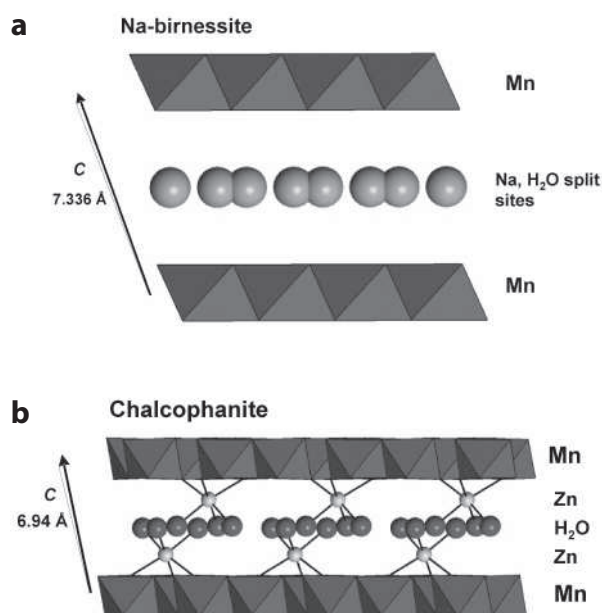 a
Na-birnessite
Mn
C
7.336 Å
Na, H₂O split
sites
Mn
b
Chalcophanite
Mn
C
6.94 Å
Zn
H₂O
Zn
Mn